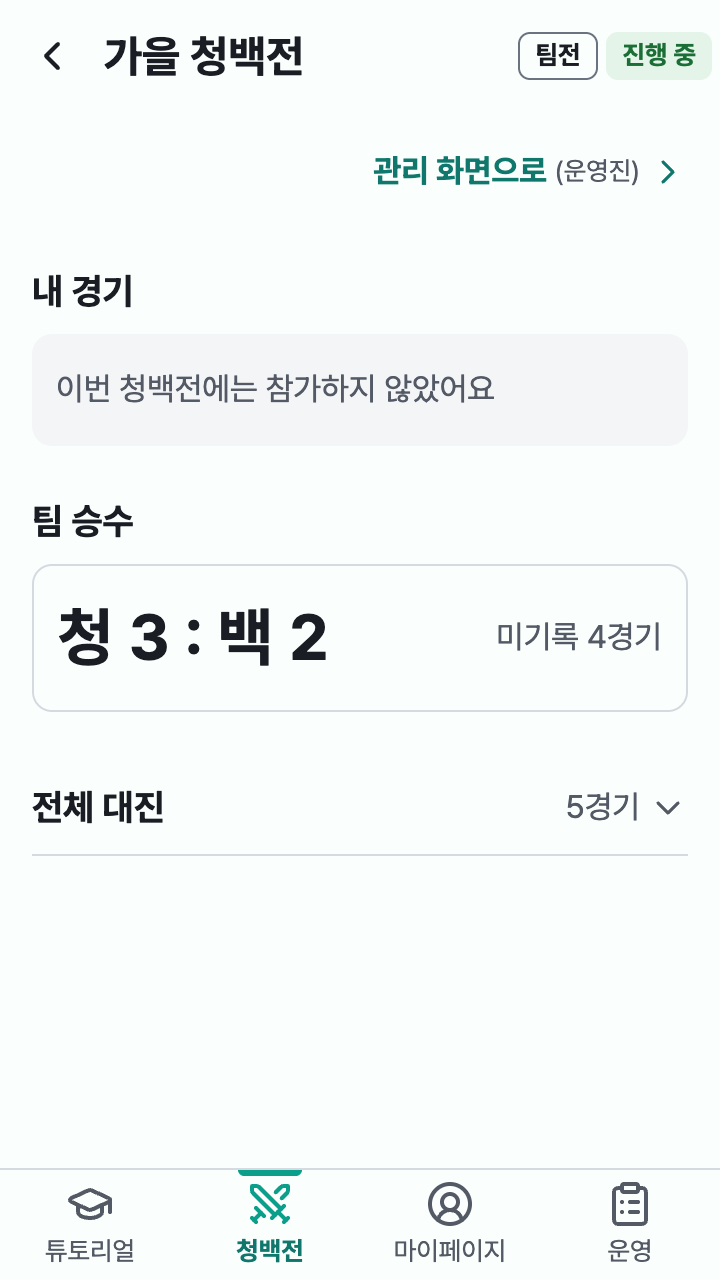 가을 청백전 팀전 진행 중
관리 화면으로 (운영진)
내 경기
이번 청백전에는 참가하지 않았어요
팀 승수
청 3 : 백 2 미기록 4경기
전체 대진 5경기
튜토리얼 청백전 마이페이지 운영